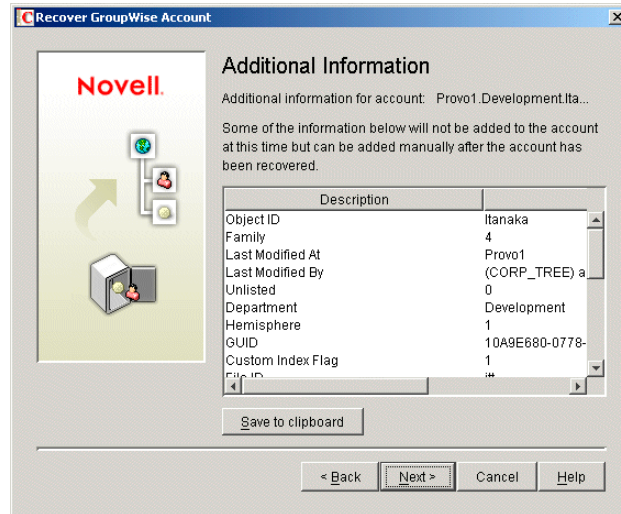 Recover GroupWise Account
Novell.
Additional Information
Additional information for account: Provo1.Development.Ita...
Some of the information below will not be added to the account
at this time but can be added manually after the account has
been recovered.
Description
Object ID Itanaka
Family 4
Last Modified At Provo1
Last Modified By (CORP_TREE) a
Unlisted 0
Department Development
Hemisphere 1
GUID 10A9E680-0778-
Custom Index Flag 1
File ID
Save to clipboard
< Back Next > Cancel Help